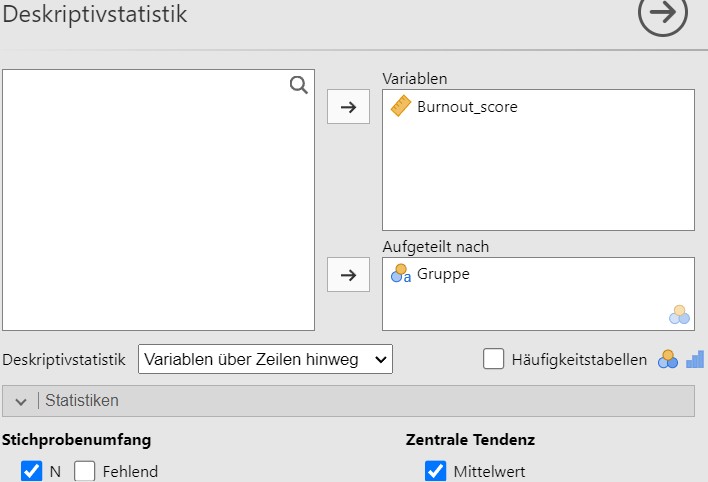 Deskriptivstatistik
Variablen
Burnout_score
Aufgeteilt nach
a Gruppe
Deskriptivstatistik Variablen über Zeilen hinweg Häufigkeitstabellen
Statistiken
Stichprobenumfang Zentrale Tendenz
N Fehlend Mittelwert